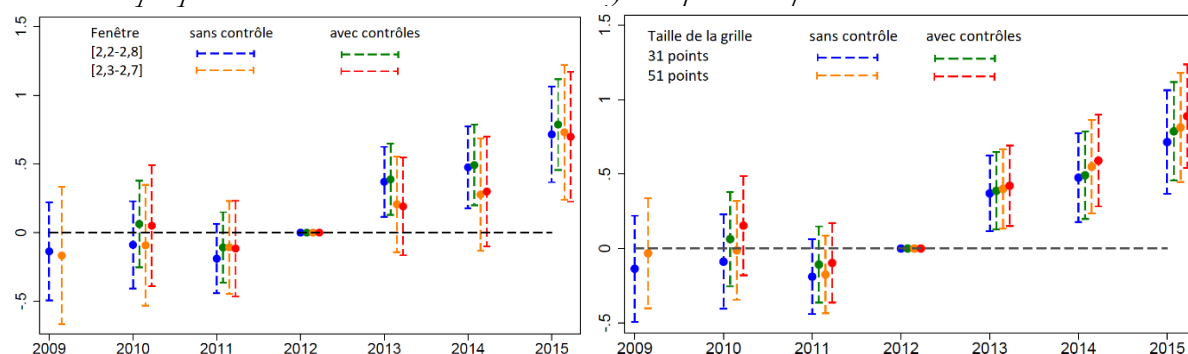 Fenêtre sans contrôle avec contrôles
[2,2-2,8]
[2,3-2,7]
1.5
1
.5
0
-.5
2009 2010 2011 2012 2013 2014 2015
Taille de la grille sans contrôle avec contrôles
31 points
51 points
1.5
1
.5
0
-.5
2009 2010 2011 2012 2013 2014 2015